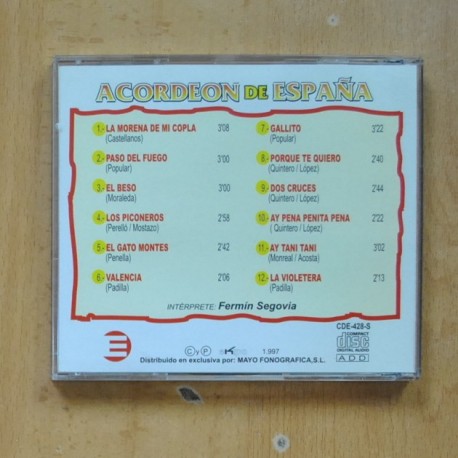 ACORDEON DE ESPAÑA
1.- LA MORENA DE MI COPLA 3'08
(Castellanos)
2.- PASO DEL FUEGO 3'00
(Popular)
3.- EL BESO 3'00
(Moraleda)
4.- LOS PICONEROS 2'58
(Perelló / Mostazo)
5.- EL GATO MONTES 2'42
(Penella)
6.- VALENCIA 2'06
(Padilla)
7.- GALLITO 3'22
(Popular)
8.- PORQUE TE QUIERO 2'40
(Quintero / López)
9.- DOS CRUCES 2'44
(Quintero / López)
10.- AY PENA PENITA PENA 2'22
( Quintero / López)
11.- AY TANI TANI 3'02
(Monreal / Acosta)
12.- LA VIOLETERA 2'13
(Padilla)
INTÉRPRETE: Fermín Segovia
CDE-428-S
C y P 1.997
Distribuido en exclusiva por: MAYO FONOGRAFICA,S.L.
COMPACT
disc
DIGITAL AUDIO
ADD